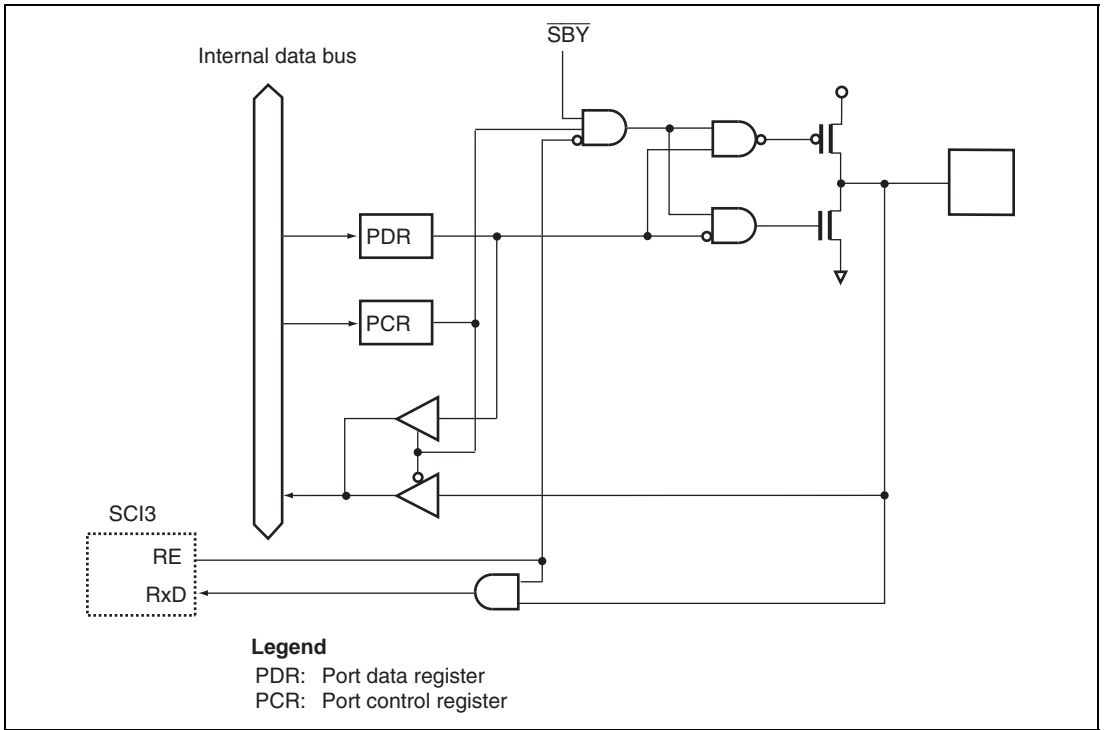 SBY
Internal data bus
PDR
PCR
SCI3
RE
RxD
Legend
PDR: Port data register
PCR: Port control register